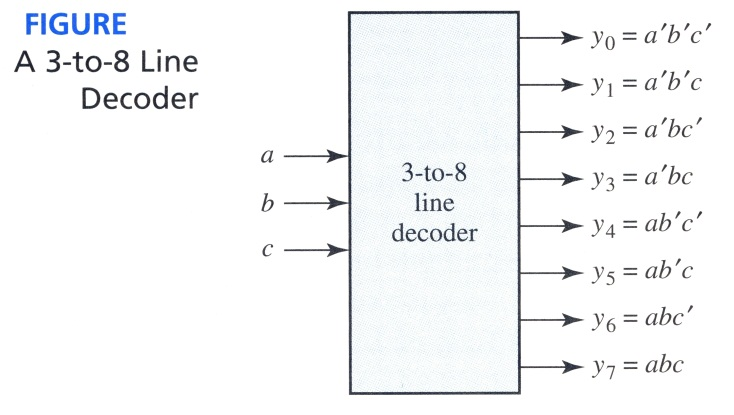 FIGURE
A 3-to-8 Line
Decoder
a
b
c
3-to-8
line
decoder
y₀ = a′b′c′
y₁ = a′b′c
y₂ = a′bc′
y₃ = a′bc
y₄ = ab′c′
y₅ = ab′c
y₆ = abc′
y₇ = abc